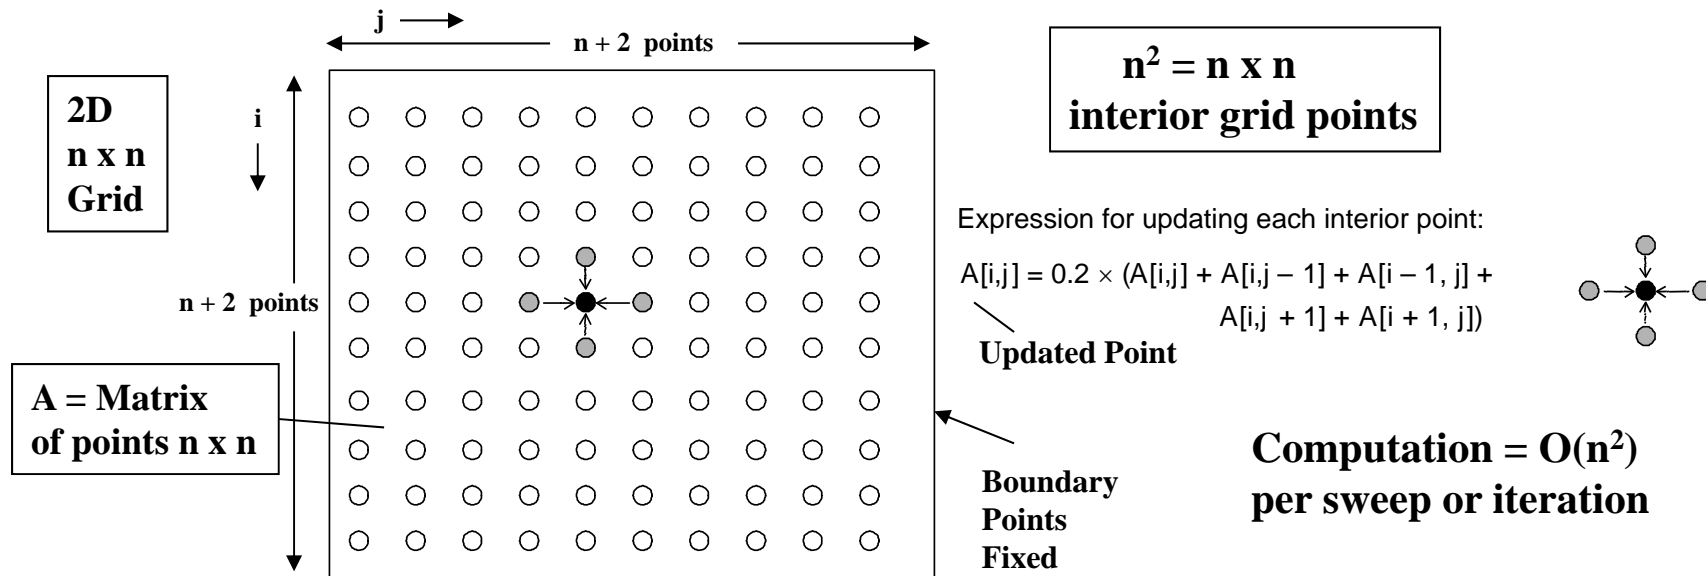 j
n + 2 points
n² = n x n
interior grid points
2D
n x n
Grid
i
Expression for updating each interior point:
A[i,j] = 0.2 × (A[i,j] + A[i,j – 1] + A[i – 1, j] +
A[i,j + 1] + A[i + 1, j])
n + 2 points
Updated Point
A = Matrix
of points n x n
Boundary
Points
Fixed
Computation = O(n²)
per sweep or iteration